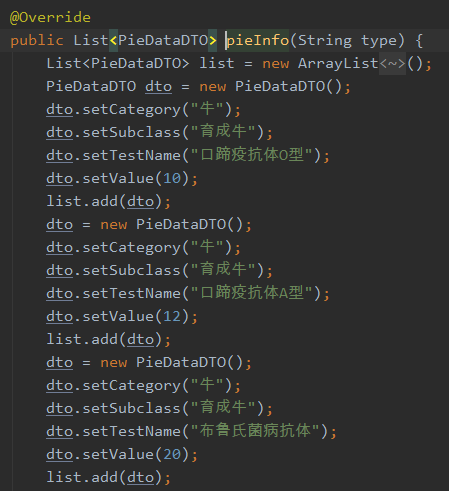 @Override
public List<PieDataDTO> pieInfo(String type) {
    List<PieDataDTO> list = new ArrayList<~>();
    PieDataDTO dto = new PieDataDTO();
    dto.setCategory("牛");
    dto.setSubclass("育成牛");
    dto.setTestName("口蹄疫抗体O型");
    dto.setValue(10);
    list.add(dto);
    dto = new PieDataDTO();
    dto.setCategory("牛");
    dto.setSubclass("育成牛");
    dto.setTestName("口蹄疫抗体A型");
    dto.setValue(12);
    list.add(dto);
    dto = new PieDataDTO();
    dto.setCategory("牛");
    dto.setSubclass("育成牛");
    dto.setTestName("布鲁氏菌病抗体");
    dto.setValue(20);
    list.add(dto);